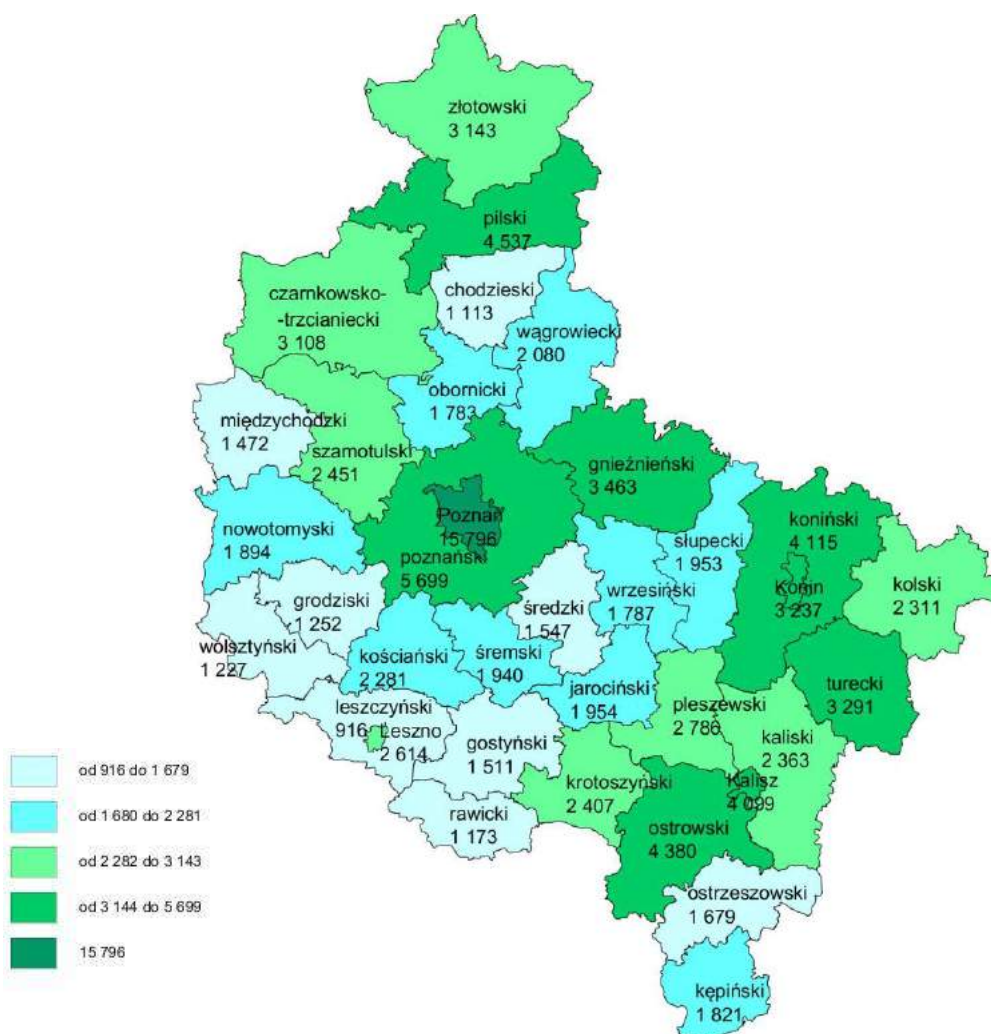 złotowski
3 143
pilski
4 537
chodzieski
1 113
czarnkowsko-
-trzcianiecki
3 108
wągrowiecki
2 080
obornicki
1 783
międzychodzki
1 472
szamotulski
2 451
gnieźnieński
3 463
nowotomyski
1 894
Poznań
15 796
poznański
5 699
słupecki
1 953
koniński
4 115
Konin
3 237
kolski
2 311
wrzesiński
1 787
średzki
1 547
grodziski
1 252
wolsztyński
1 227
kościański
2 281
śremski
1 940
jarociński
1 954
turecki
3 291
pleszewski
2 786
kaliski
2 363
leszczyński
916
Leszno
2 614
gostyński
1 511
krotoszyński
2 407
Kalisz
4 099
rawicki
1 173
ostrowski
4 380
ostrzeszowski
1 679
kępiński
1 821
od 916 do 1 679
od 1 680 do 2 281
od 2 282 do 3 143
od 3 144 do 5 699
15 796